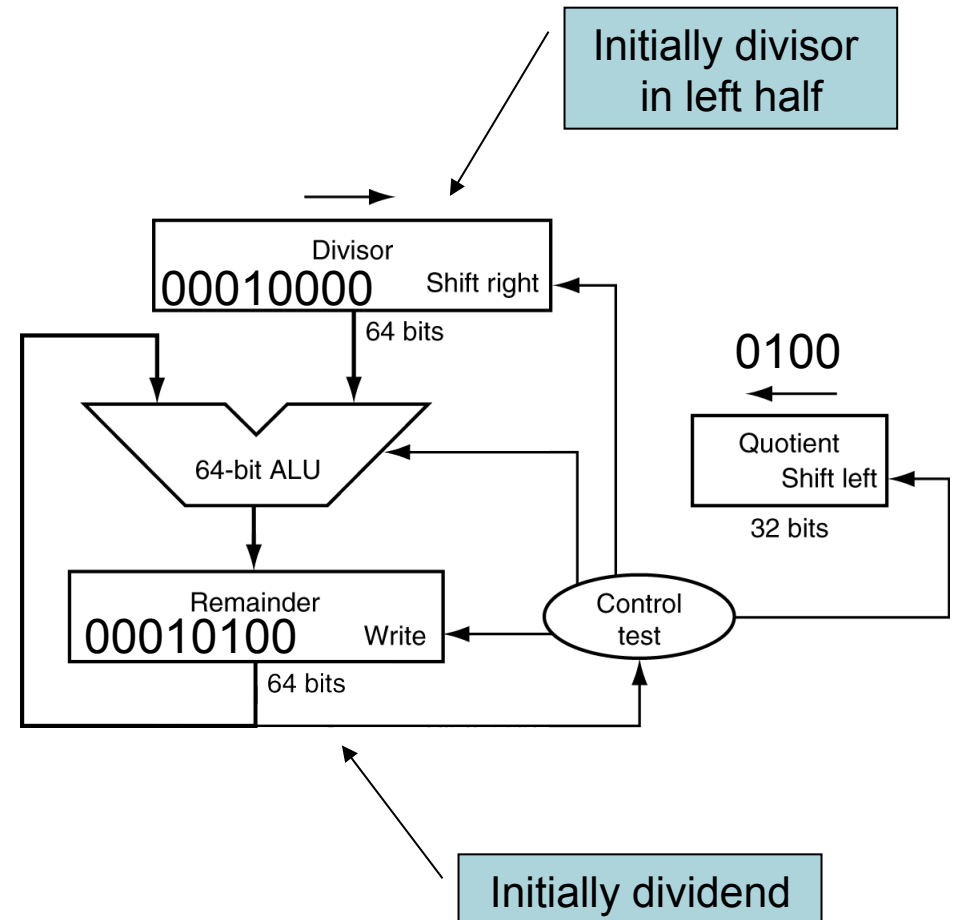 Initially divisor
in left half
Divisor
00010000
Shift right
64 bits
0100
Quotient
Shift left
32 bits
64-bit ALU
Remainder
00010100
Write
64 bits
Control
test
Initially dividend